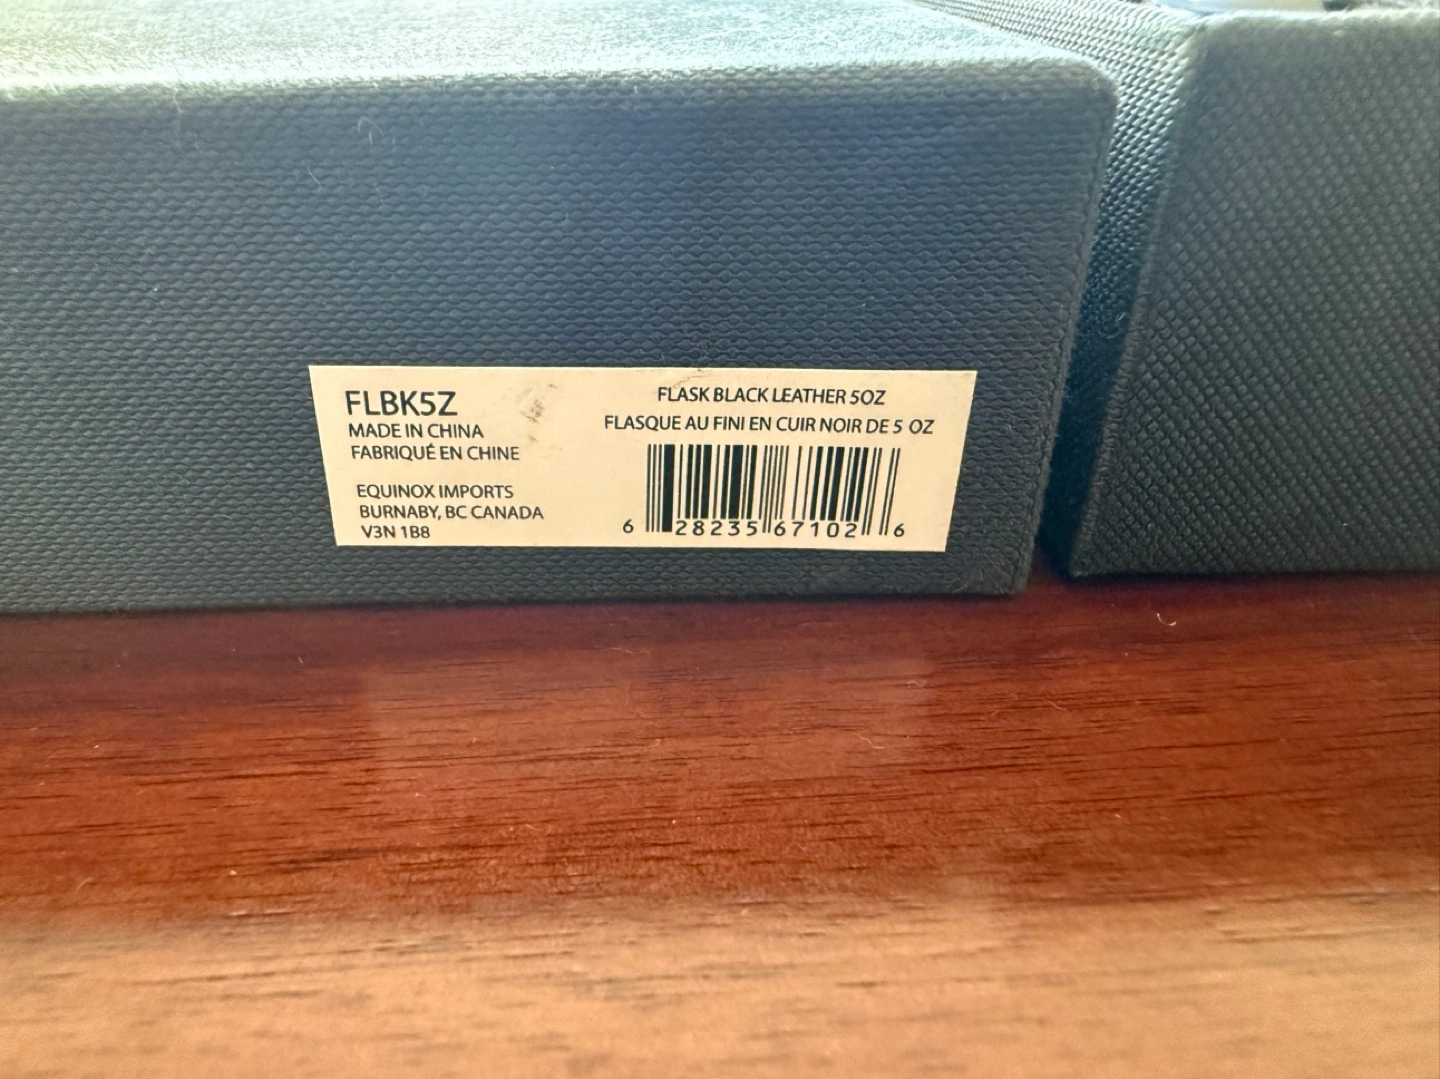 FLBK5Z
MADE IN CHINA
FABRIQUÉ EN CHINE
EQUINOX IMPORTS
BURNABY, BC CANADA
V3N 1B8
FLASK BLACK LEATHER 5OZ
FLASQUE AU FINI EN CUIR NOIR DE 5 OZ
6 28235 67102 6